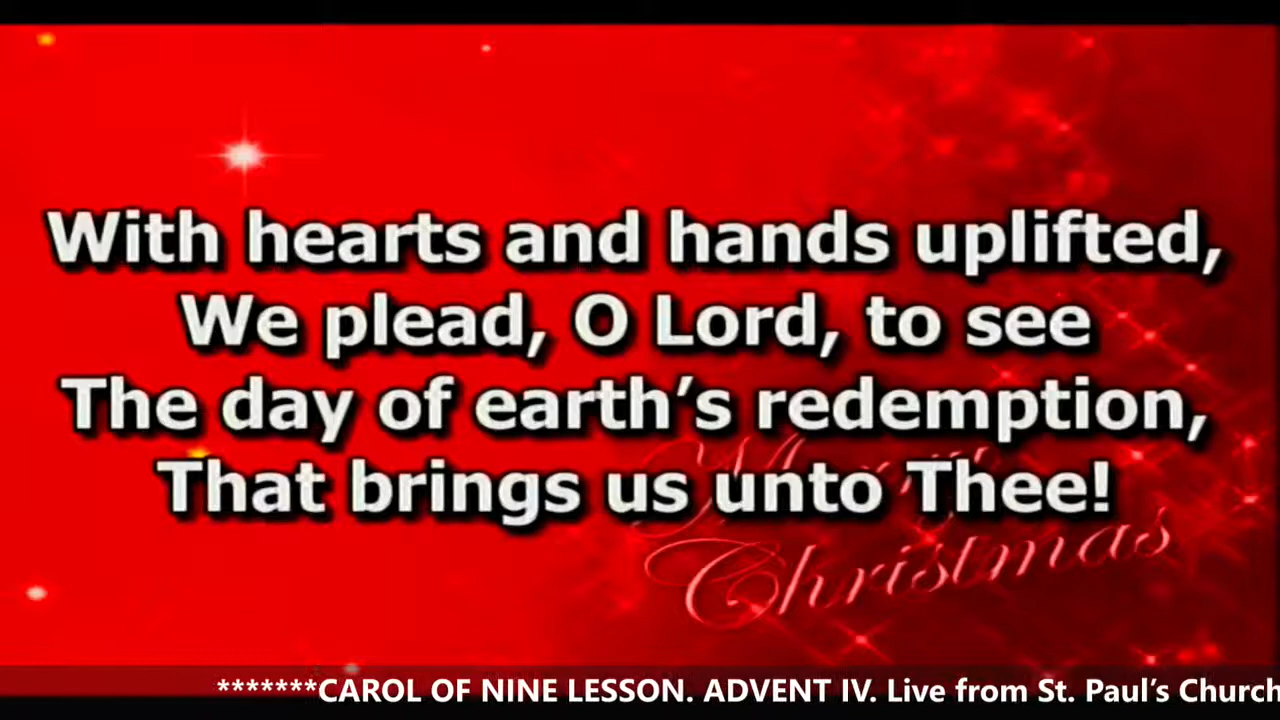 With hearts and hands uplifted,
We plead, O Lord, to see
The day of earth’s redemption,
That brings us unto Thee!
Merry
Christmas
*******CAROL OF NINE LESSON. ADVENT IV. Live from St. Paul’s Church